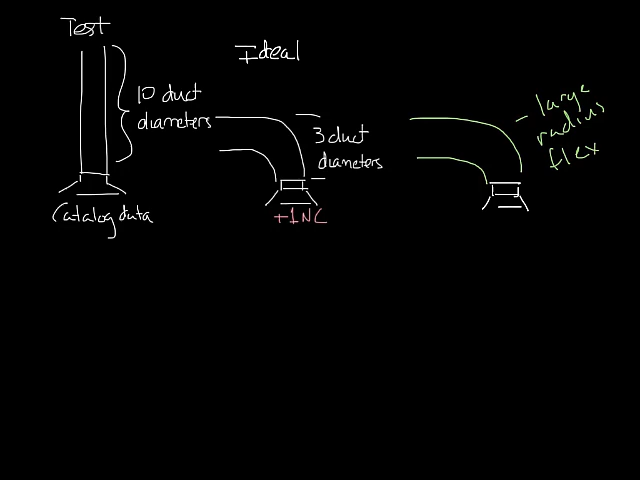 Test
Ideal
10 duct
diameters
3 duct
diameters
large
radius
flex
Catalog data
+1NC